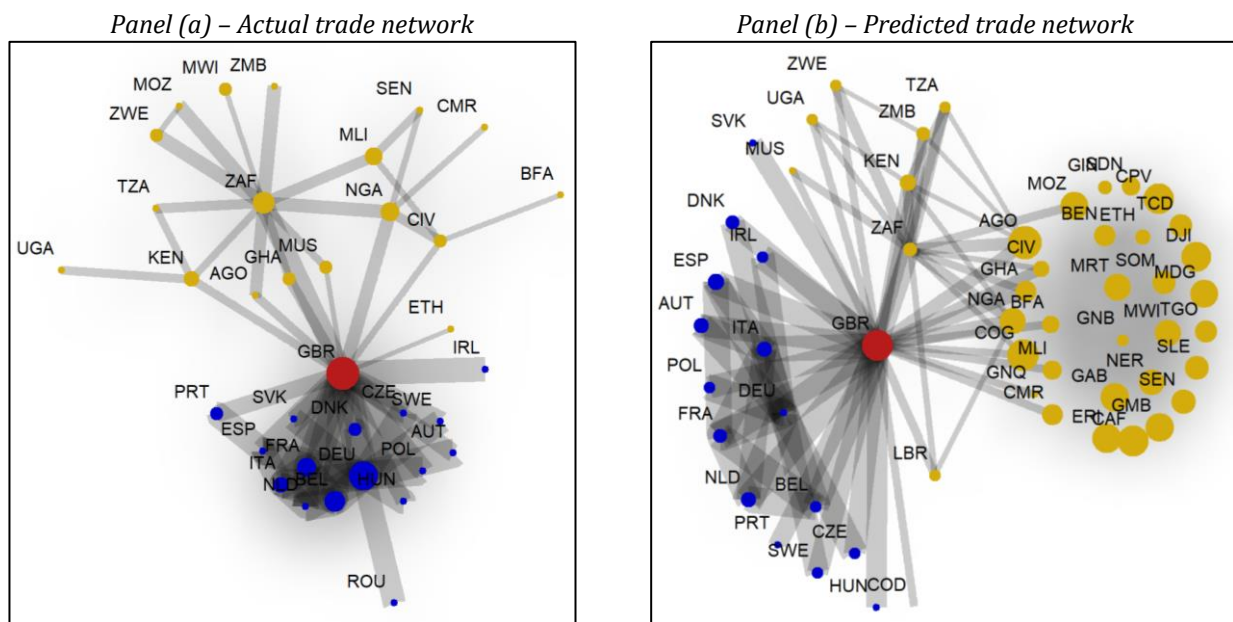 Panel (a) – Actual trade network
Panel (b) – Predicted trade network
MOZ
MWI
ZMB
ZWE
SEN
CMR
MLI
TZA
ZAF
NGA
BFA
CIV
UGA
KEN
AGO
GHA
MUS
ETH
GBR
IRL
PRT
SVK
CZE
ESP
DNK
SWE
FRA
DEU
POL
AUT
ITA
NLD
BEL
HUN
ROU
ZWE
TZA
UGA
ZMB
SVK
MUS
KEN
GIN
SDN
CPV
MOZ
TCD
DNK
BEN
ETH
AGO
IRL
ZAF
CIV
DJI
ESP
GHA
MRT
SOM
MDG
AUT
NGA
BFA
ITA
GBR
GNB
MWI
TGO
COG
POL
MLI
NER
SLE
DEU
GNQ
GAB
SEN
CMR
FRA
ERI
CAF
GMB
LBR
NLD
BEL
PRT
CZE
SWE
HUN
COD